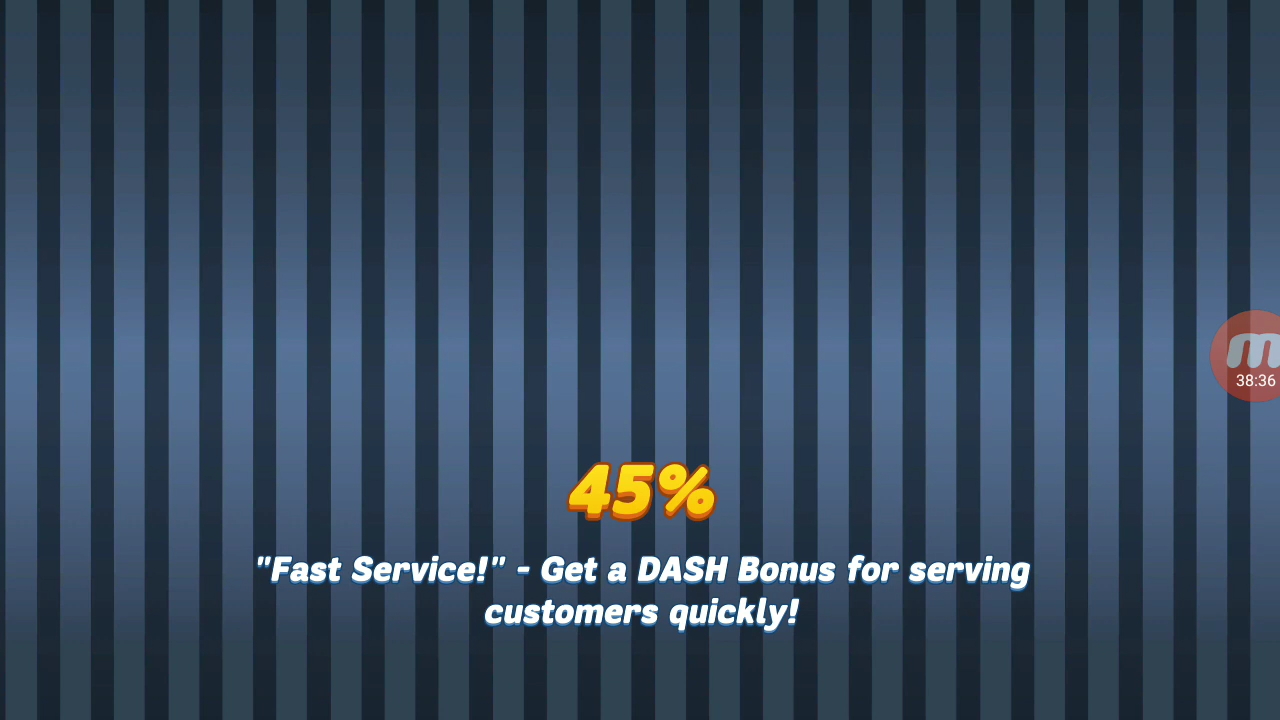 38:36
45%
"Fast Service!" - Get a DASH Bonus for serving
customers quickly!